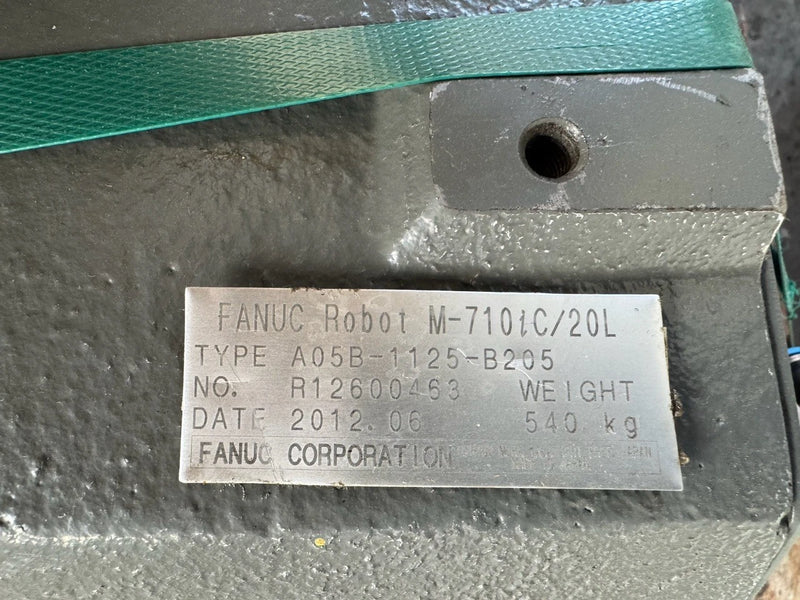 FANUC Robot M-710iC/20L
TYPE A05B-1125-B205
NO. R12600463 WEIGHT
DATE 2012.06 540 kg
FANUC CORPORATION